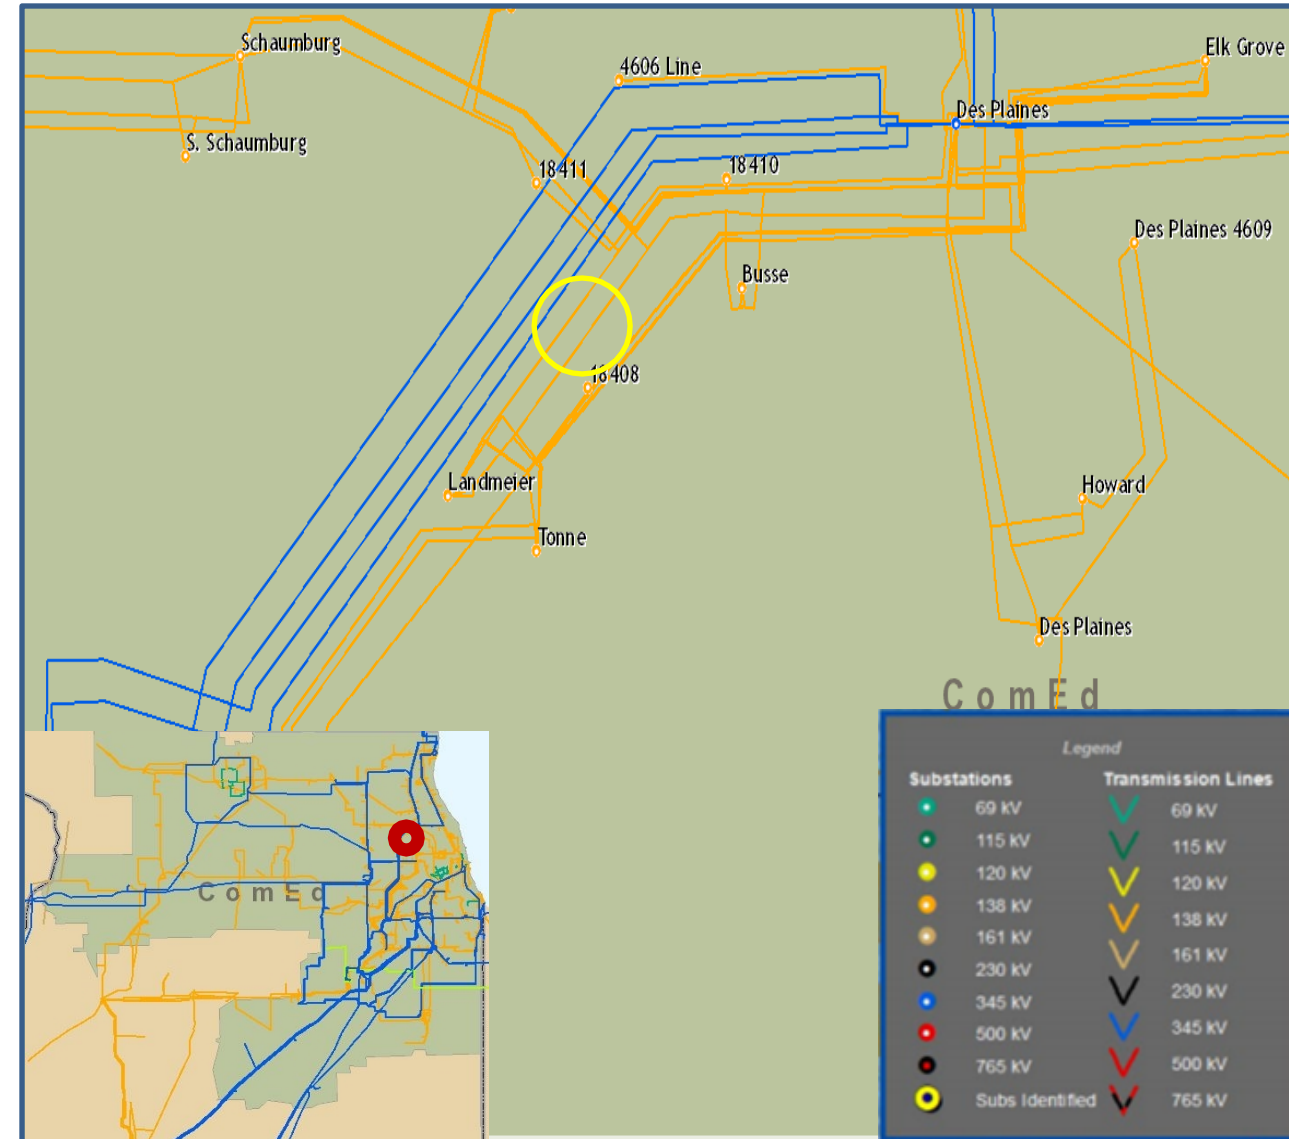 Schaumburg
4606 Line
Elk Grove
Des Plaines
S. Schaumburg
18411
18410
Des Plaines 4609
Busse
18408
Landmeier
Howard
Tonne
Des Plaines
ComEd
Legend
Substations Transmission Lines
69 kV 69 kV
115 kV 115 kV
120 kV 120 kV
138 kV 138 kV
161 kV 161 kV
230 kV 230 kV
345 kV 345 kV
500 kV 500 kV
765 kV 765 kV
Subs Identified
ComEd